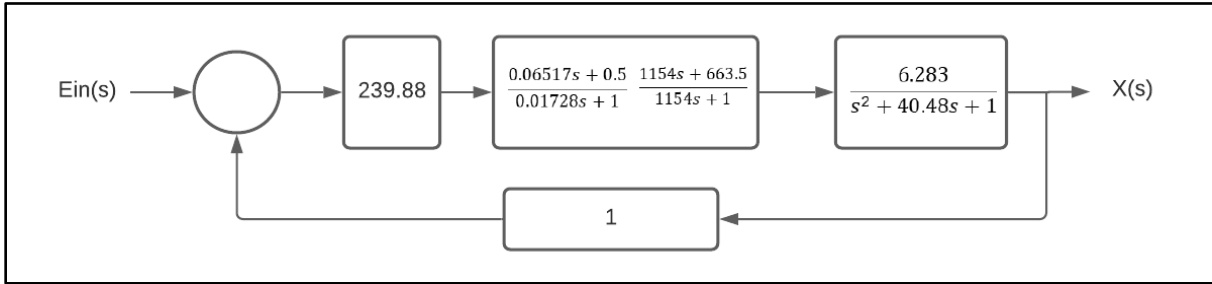 Ein(s)
239.88
0.06517s + 0.5
0.01728s + 1
1154s + 663.5
1154s + 1
6.283
s² + 40.48s + 1
X(s)
1